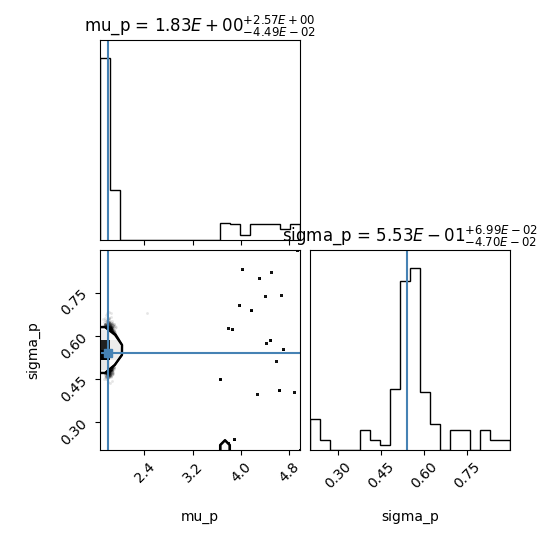 mu_p = 1.83E + 00^{+2.57E + 00}_{−4.49E − 02}
sigma_p = 5.53E − 01^{+6.99E − 02}_{−4.70E − 02}
0.75
0.60
0.45
0.30
sigma_p
2.4 3.2 4.0 4.8
mu_p
0.30 0.45 0.60 0.75
sigma_p